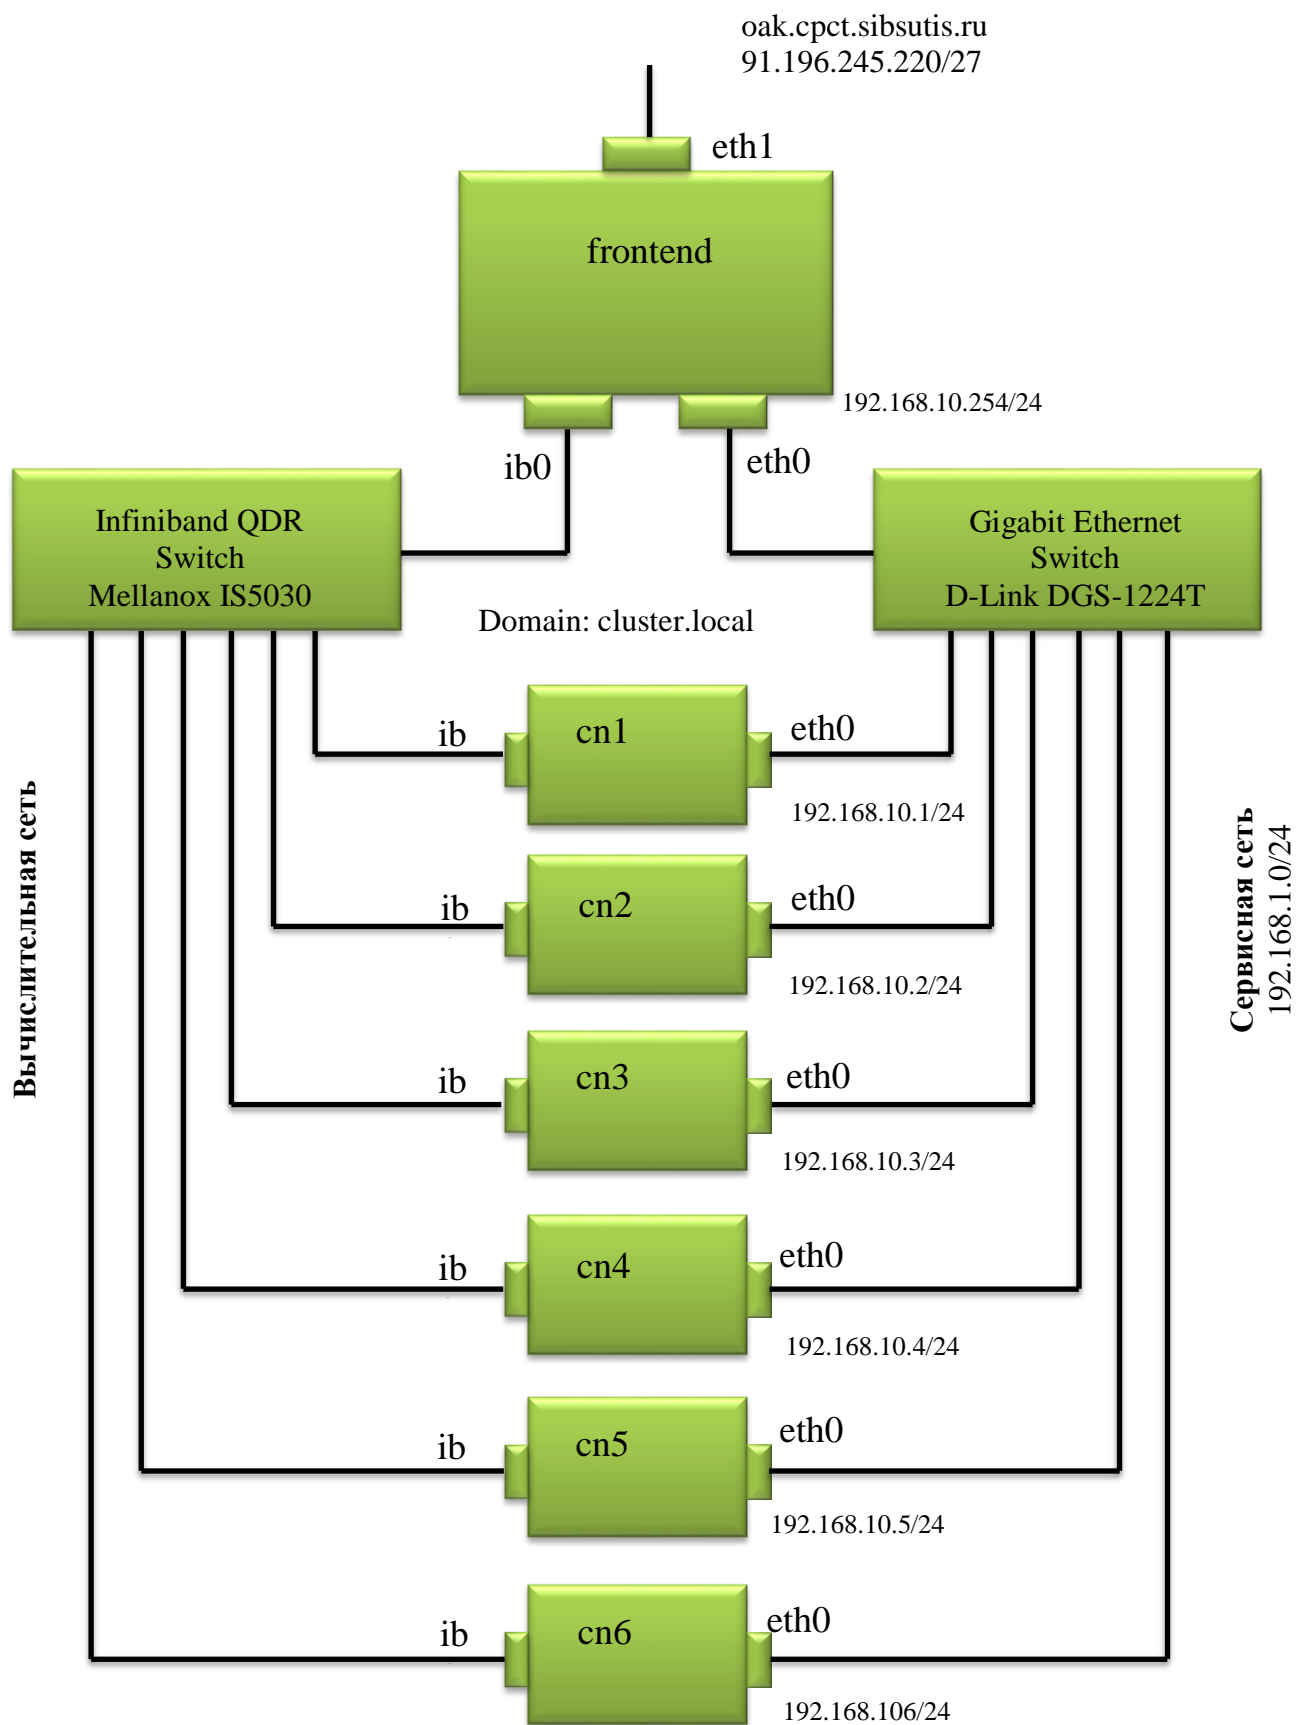 oak.cpct.sibsutis.ru
91.196.245.220/27
eth1
frontend
192.168.10.254/24
ib0
eth0
Infiniband QDR
Switch
Mellanox IS5030
Gigabit Ethernet
Switch
D-Link DGS-1224T
Domain: cluster.local
ib
cn1
eth0
192.168.10.1/24
ib
cn2
eth0
192.168.10.2/24
ib
cn3
eth0
192.168.10.3/24
ib
cn4
eth0
192.168.10.4/24
ib
cn5
eth0
192.168.10.5/24
ib
cn6
eth0
192.168.106/24
Вычислительная сеть
Сервисная сеть
192.168.1.0/24